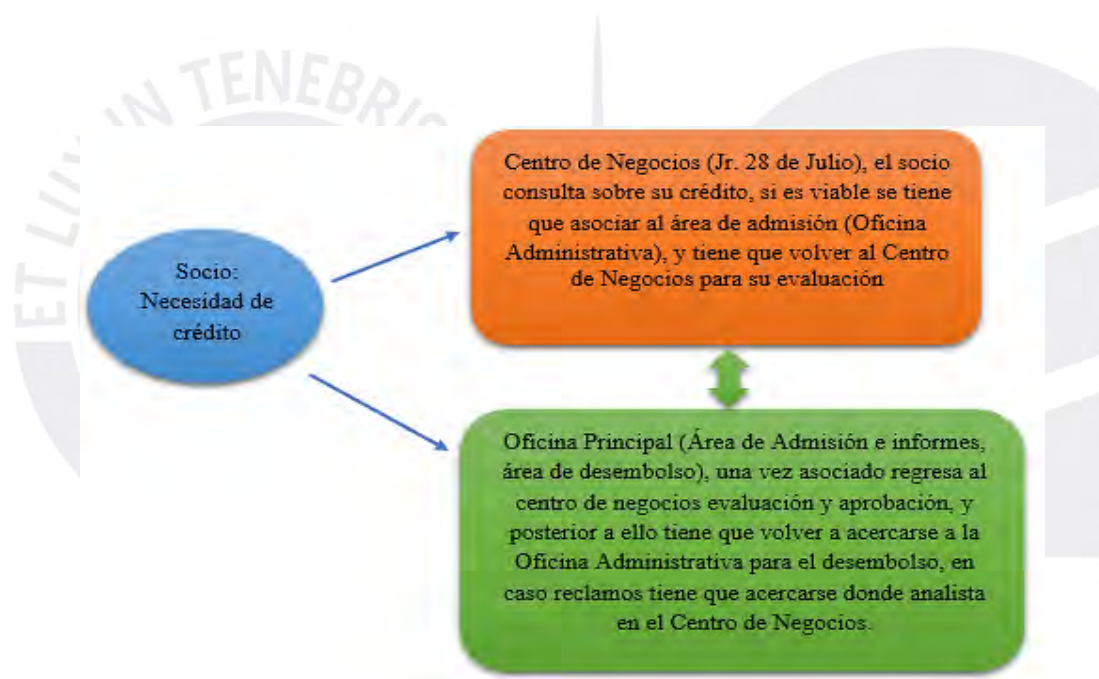 ET LUX IN TENEBRIS
Socio:
Necesidad de
crédito
Centro de Negocios (Jr. 28 de Julio), el socio
consulta sobre su crédito, si es viable se tiene
que asociar al área de admisión (Oficina
Administrativa), y tiene que volver al Centro
de Negocios para su evaluación
Oficina Principal (Área de Admisión e informes,
área de desembolso), una vez asociado regresa al
centro de negocios evaluación y aprobación, y
posterior a ello tiene que volver a acercarse a la
Oficina Administrativa para el desembolso, en
caso reclamos tiene que acercarse donde analista
en el Centro de Negocios.